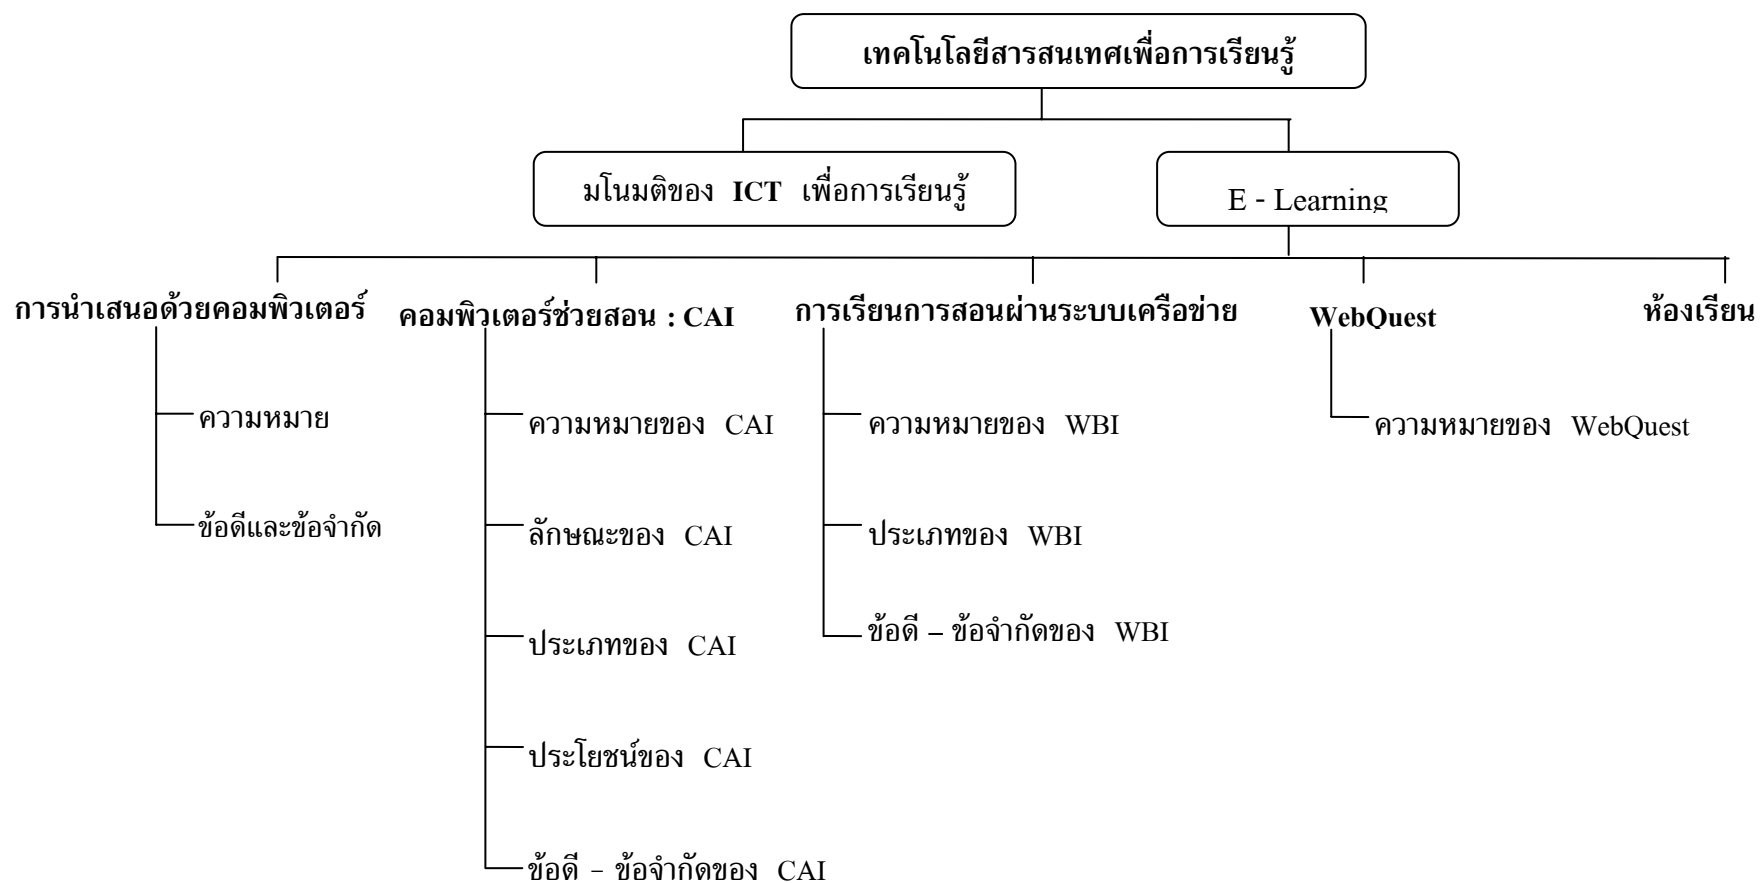 เทคโนโลยีสารสนเทศเพื่อการเรียนรู้
มโนมติของ ICT เพื่อการเรียนรู้
E - Learning
การนำเสนอด้วยคอมพิวเตอร์
คอมพิวเตอร์ช่วยสอน : CAI
การเรียนการสอนผ่านระบบเครือข่าย
WebQuest
ห้องเรียน
ความหมาย
ข้อดีและข้อจำกัด
ความหมายของ CAI
ลักษณะของ CAI
ประเภทของ CAI
ประโยชน์ของ CAI
ข้อดี - ข้อจำกัดของ CAI
ความหมายของ WBI
ประเภทของ WBI
ข้อดี – ข้อจำกัดของ WBI
ความหมายของ WebQuest